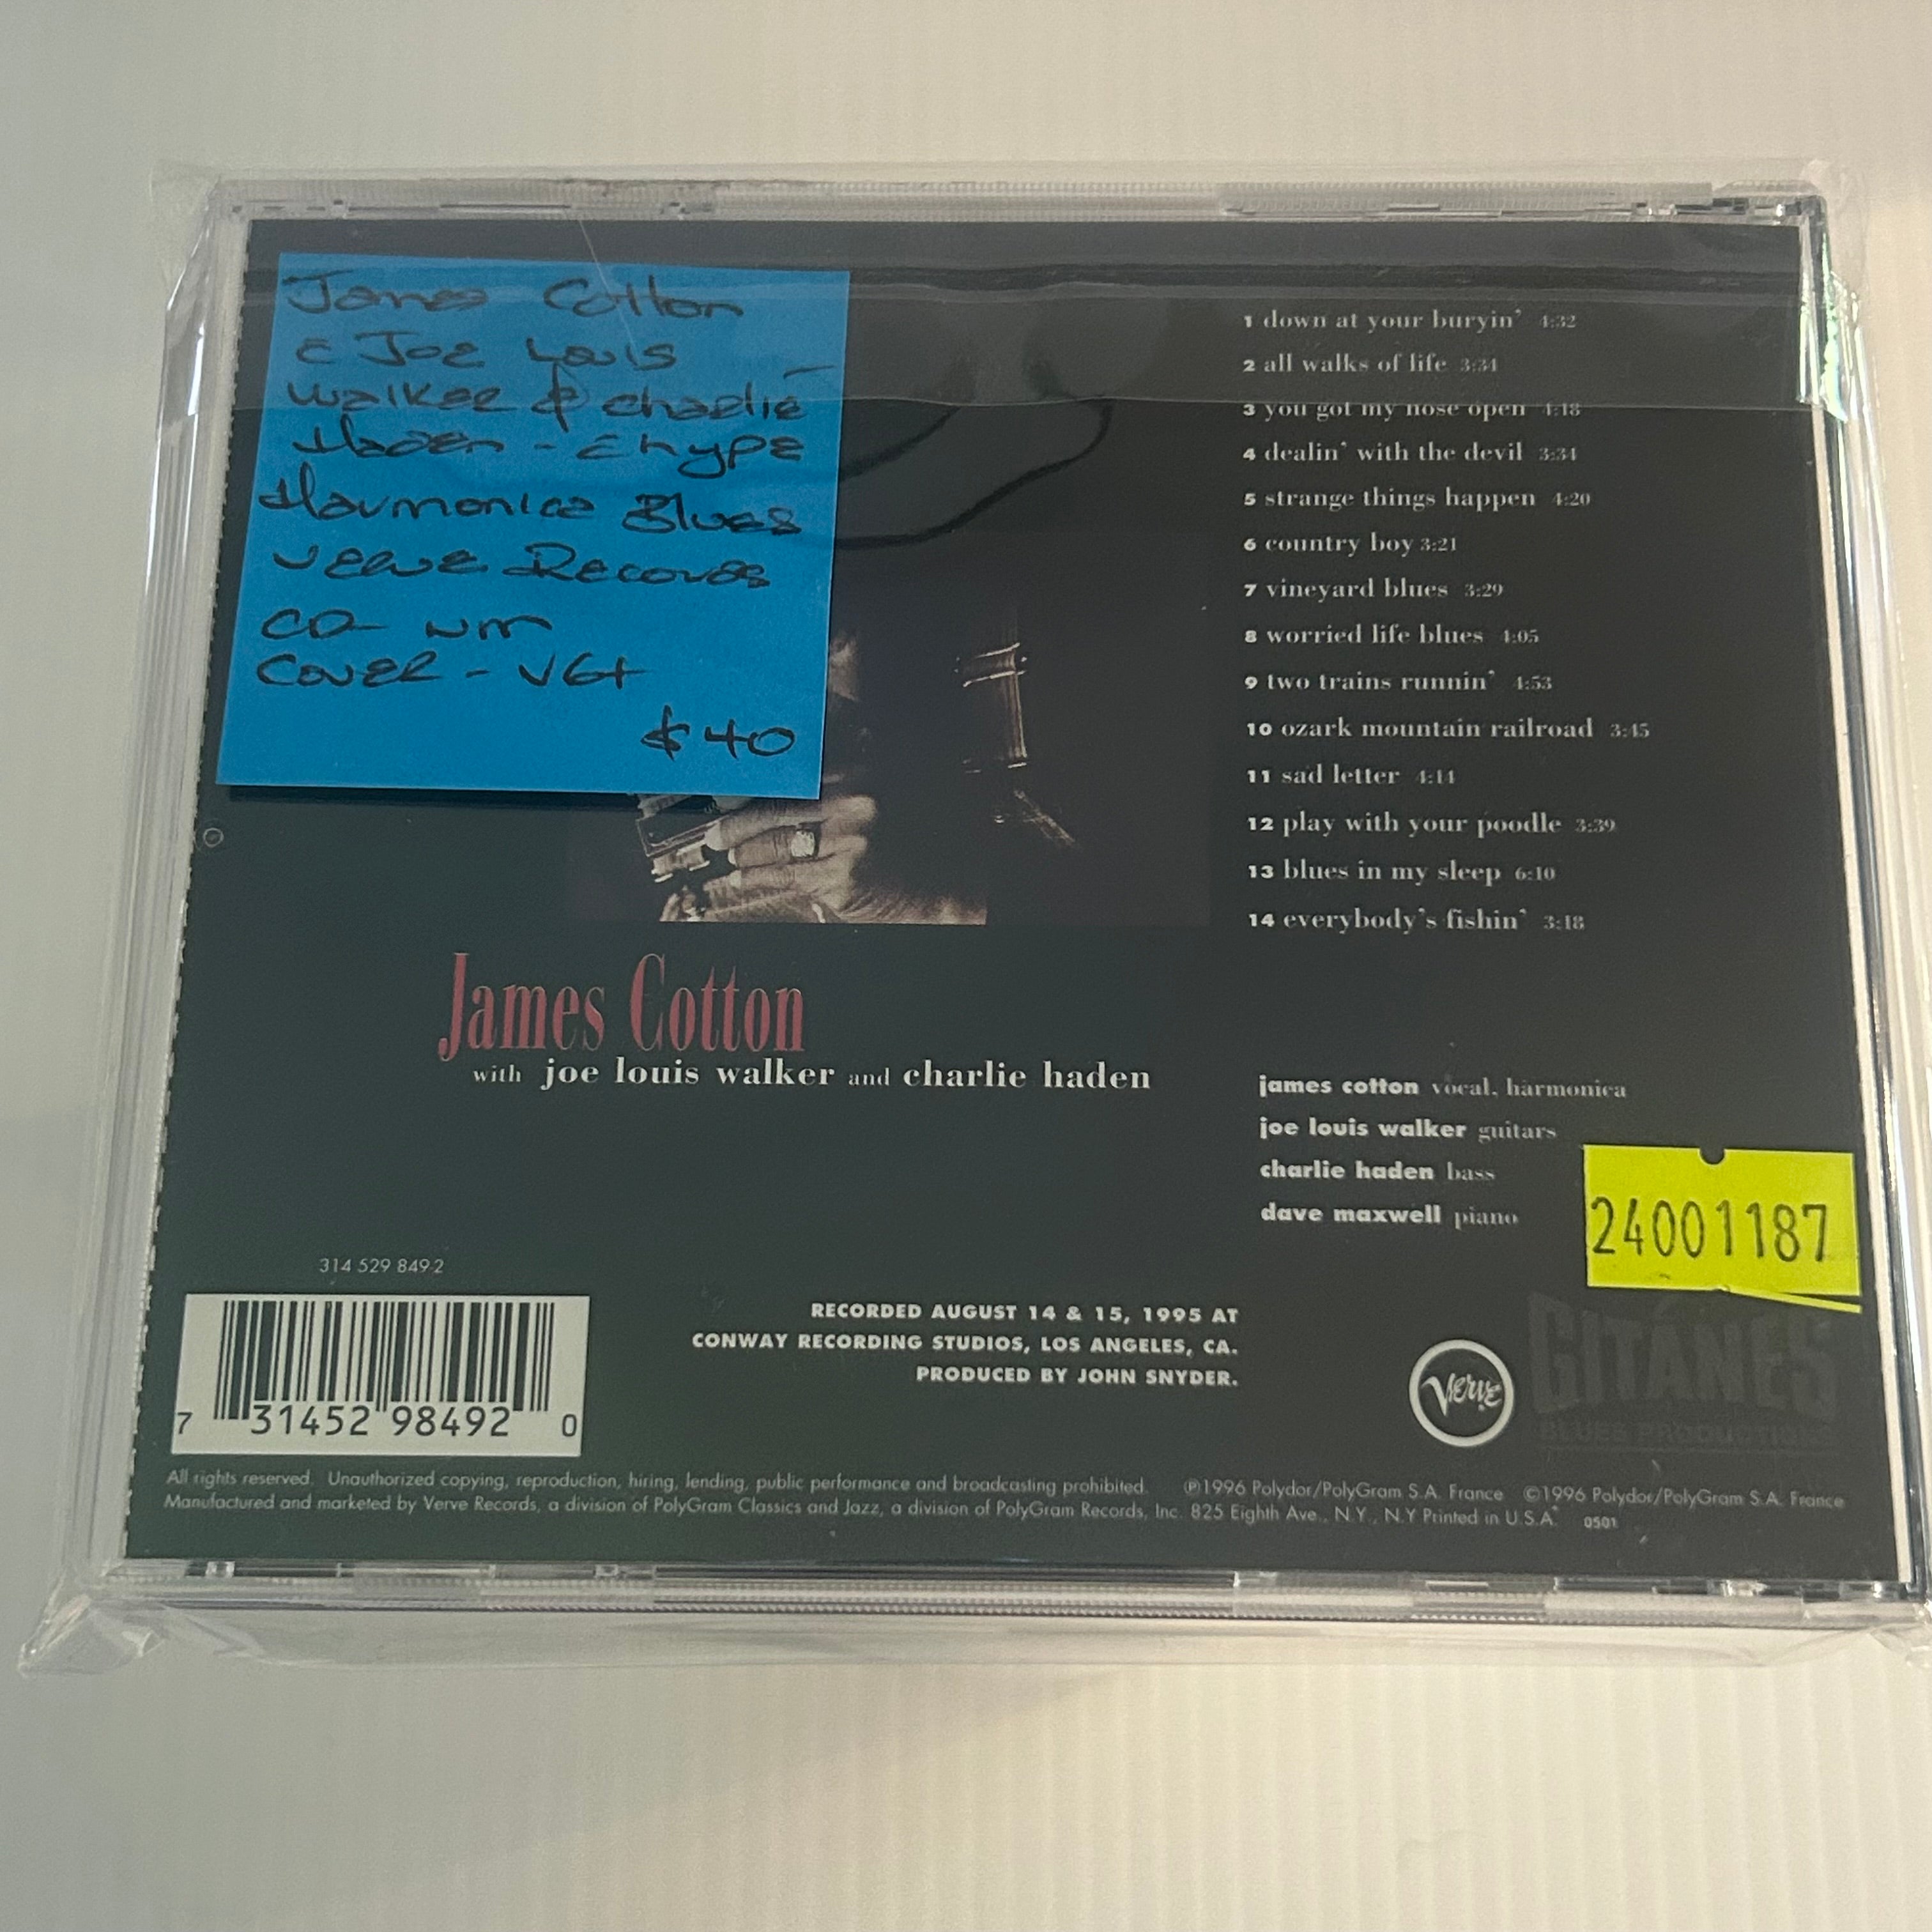 James Cotton
c Joe Louis
Walker & Charlie
Haden - c hype
Harmonica Blues
Verve Records
CD - NM
Cover - VG+
$40
1 down at your buryin' 4:32
2 all walks of life 3:34
3 you got my nose open 4:18
4 dealin' with the devil 3:34
5 strange things happen 4:20
6 country boy 3:21
7 vineyard blues 3:29
8 worried life blues 4:05
9 two trains runnin' 4:53
10 ozark mountain railroad 3:45
11 sad letter 4:14
12 play with your poodle 3:39
13 blues in my sleep 6:10
14 everybody's fishin' 3:18
James Cotton
with joe louis walker and charlie haden
james cotton vocal, harmonica
joe louis walker guitars
charlie haden bass
dave maxwell piano
24001187
314 529 849-2
7 31452 98492 0
RECORDED AUGUST 14 & 15, 1995 AT
CONWAY RECORDING STUDIOS, LOS ANGELES, CA.
PRODUCED BY JOHN SNYDER.
Verve
GITANES
BLUES PRODUCTIONS
All rights reserved. Unauthorized copying, reproduction, hiring, lending, public performance and broadcasting prohibited. ℗1996 Polydor/PolyGram S.A. France ©1996 Polydor/PolyGram S.A. France
Manufactured and marketed by Verve Records, a division of PolyGram Classics and Jazz, a division of PolyGram Records, Inc. 825 Eighth Ave., N.Y., N.Y Printed in U.S.A. 0501